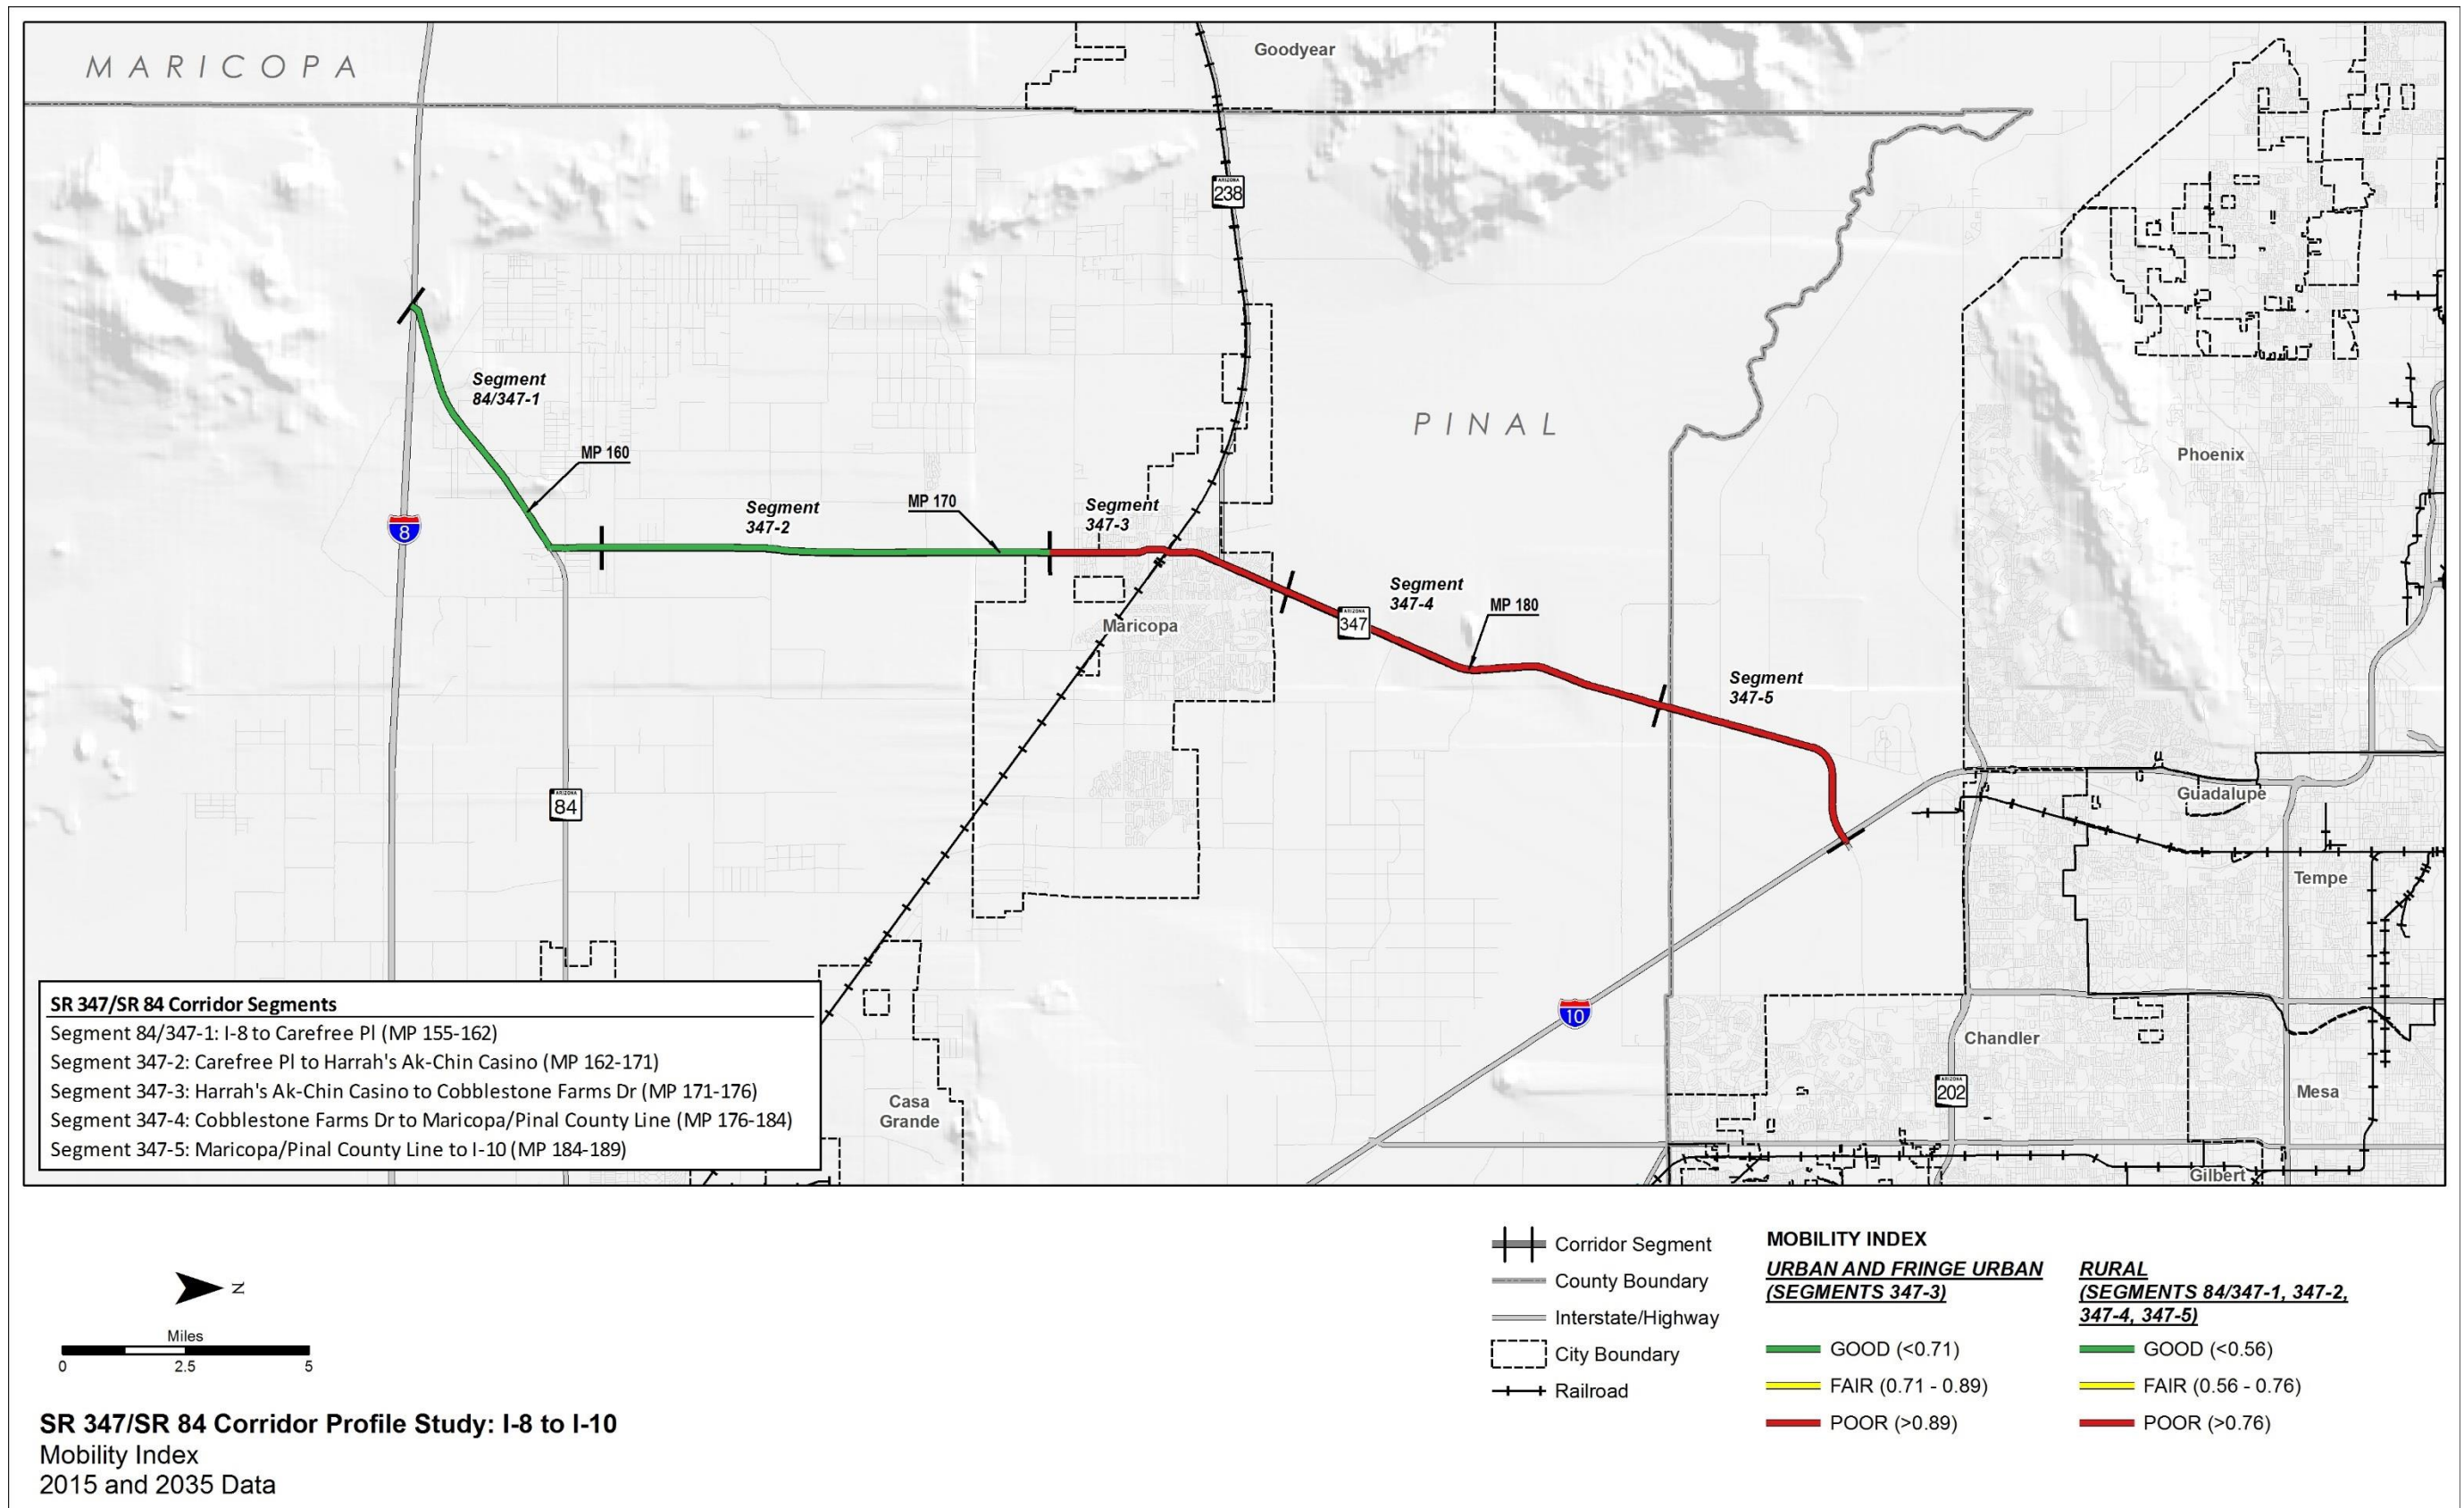 MARICOPA
Goodyear
ARIZONA
238
Segment
84/347-1
MP 160
PINAL
Phoenix
8
Segment
347-2
MP 170
Segment
347-3
Segment
347-4
MP 180
ARIZONA
347
Maricopa
Segment
347-5
ARIZONA
84
Guadalupe
Tempe
10
Chandler
ARIZONA
202
Mesa
Casa
Grande
Gilbert
SR 347/SR 84 Corridor Segments
Segment 84/347-1: I-8 to Carefree Pl (MP 155-162)
Segment 347-2: Carefree Pl to Harrah's Ak-Chin Casino (MP 162-171)
Segment 347-3: Harrah's Ak-Chin Casino to Cobblestone Farms Dr (MP 171-176)
Segment 347-4: Cobblestone Farms Dr to Maricopa/Pinal County Line (MP 176-184)
Segment 347-5: Maricopa/Pinal County Line to I-10 (MP 184-189)
N
Miles
0 2.5 5
SR 347/SR 84 Corridor Profile Study: I-8 to I-10
Mobility Index
2015 and 2035 Data
Corridor Segment
County Boundary
Interstate/Highway
City Boundary
Railroad
MOBILITY INDEX
URBAN AND FRINGE URBAN
(SEGMENTS 347-3)
GOOD (<0.71)
FAIR (0.71 - 0.89)
POOR (>0.89)
RURAL
(SEGMENTS 84/347-1, 347-2,
347-4, 347-5)
GOOD (<0.56)
FAIR (0.56 - 0.76)
POOR (>0.76)